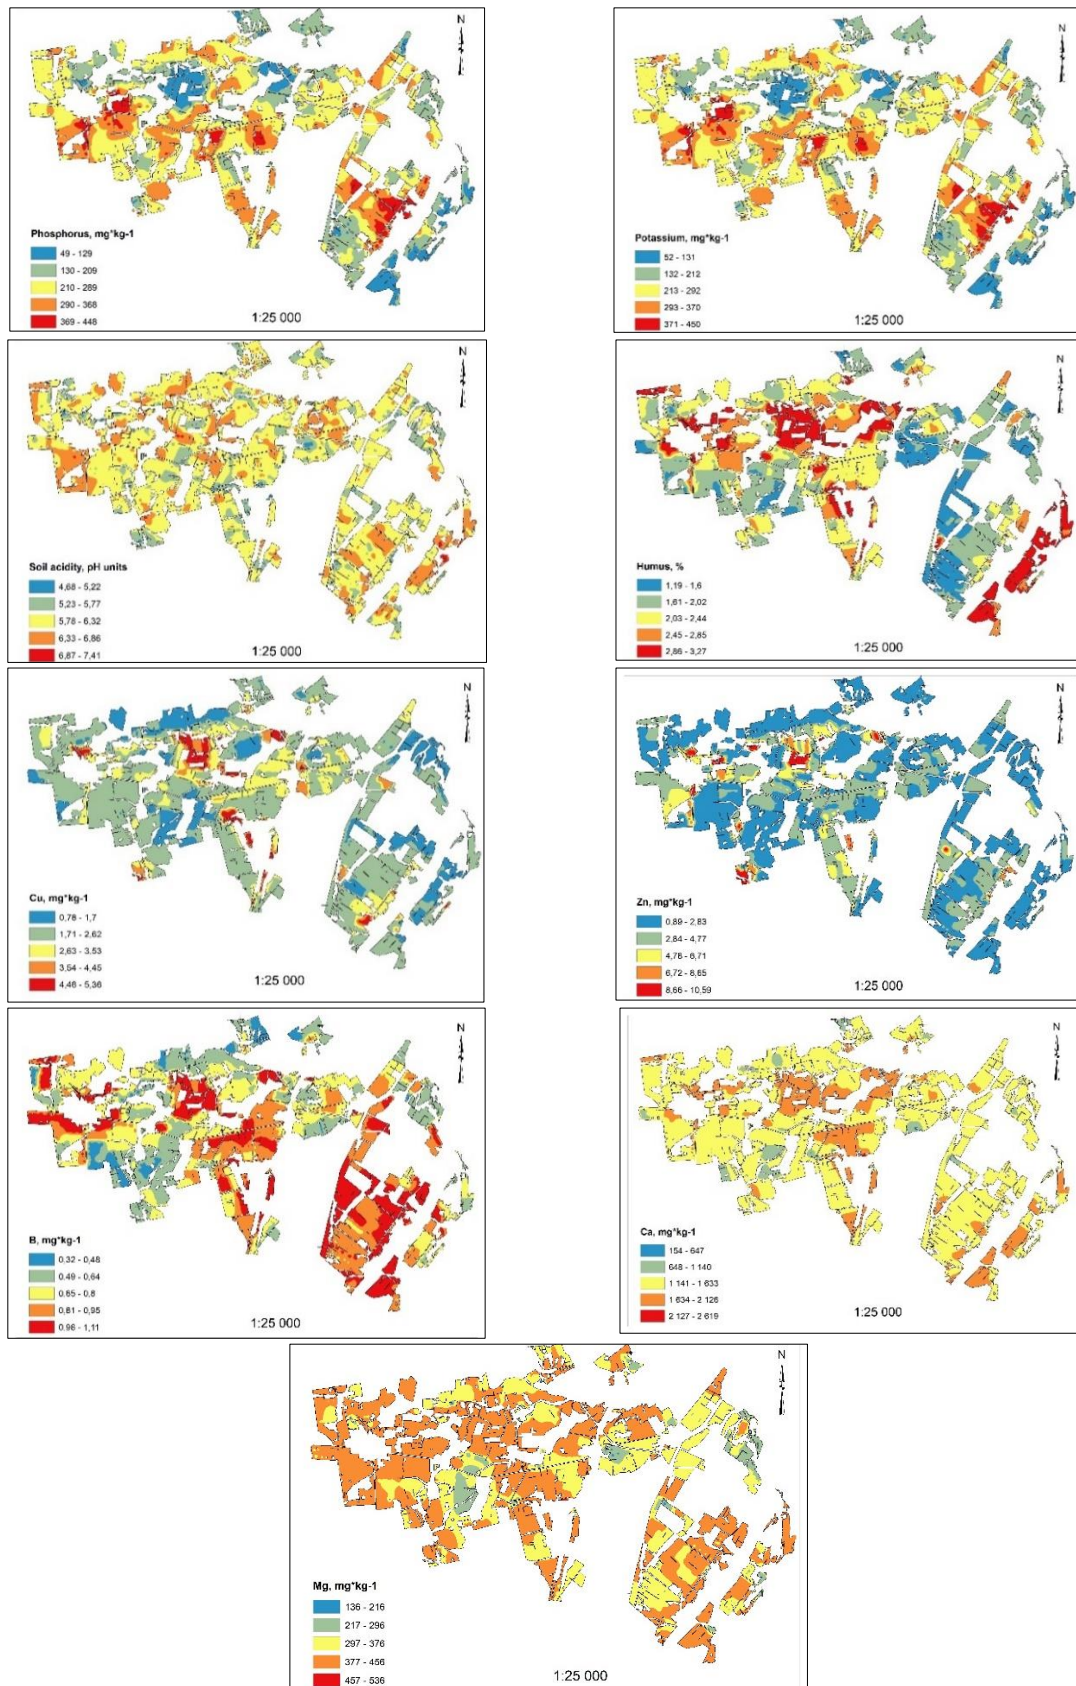 N
Phosphorus, mg*kg-1
49 - 129
130 - 209
210 - 289
290 - 368
369 - 448
1:25 000
N
Potassium, mg*kg-1
52 - 131
132 - 212
213 - 292
293 - 370
371 - 450
1:25 000
N
Soil acidity, pH units
4,68 - 5,22
5,23 - 5,77
5,78 - 6,32
6,33 - 6,86
6,87 - 7,41
1:25 000
N
Humus, %
1,19 - 1,6
1,61 - 2,02
2,03 - 2,44
2,45 - 2,85
2,86 - 3,27
1:25 000
N
Cu, mg*kg-1
0,78 - 1,7
1,71 - 2,62
2,63 - 3,53
3,54 - 4,45
4,46 - 5,36
1:25 000
N
Zn, mg*kg-1
0,89 - 2,83
2,84 - 4,77
4,78 - 6,71
6,72 - 8,65
8,66 - 10,59
1:25 000
N
B, mg*kg-1
0,32 - 0,48
0,49 - 0,64
0,65 - 0,8
0,81 - 0,95
0,96 - 1,11
1:25 000
N
Ca, mg*kg-1
154 - 647
648 - 1 140
1 141 - 1 633
1 634 - 2 126
2 127 - 2 619
1:25 000
N
Mg, mg*kg-1
136 - 216
217 - 296
297 - 376
377 - 456
457 - 536
1:25 000